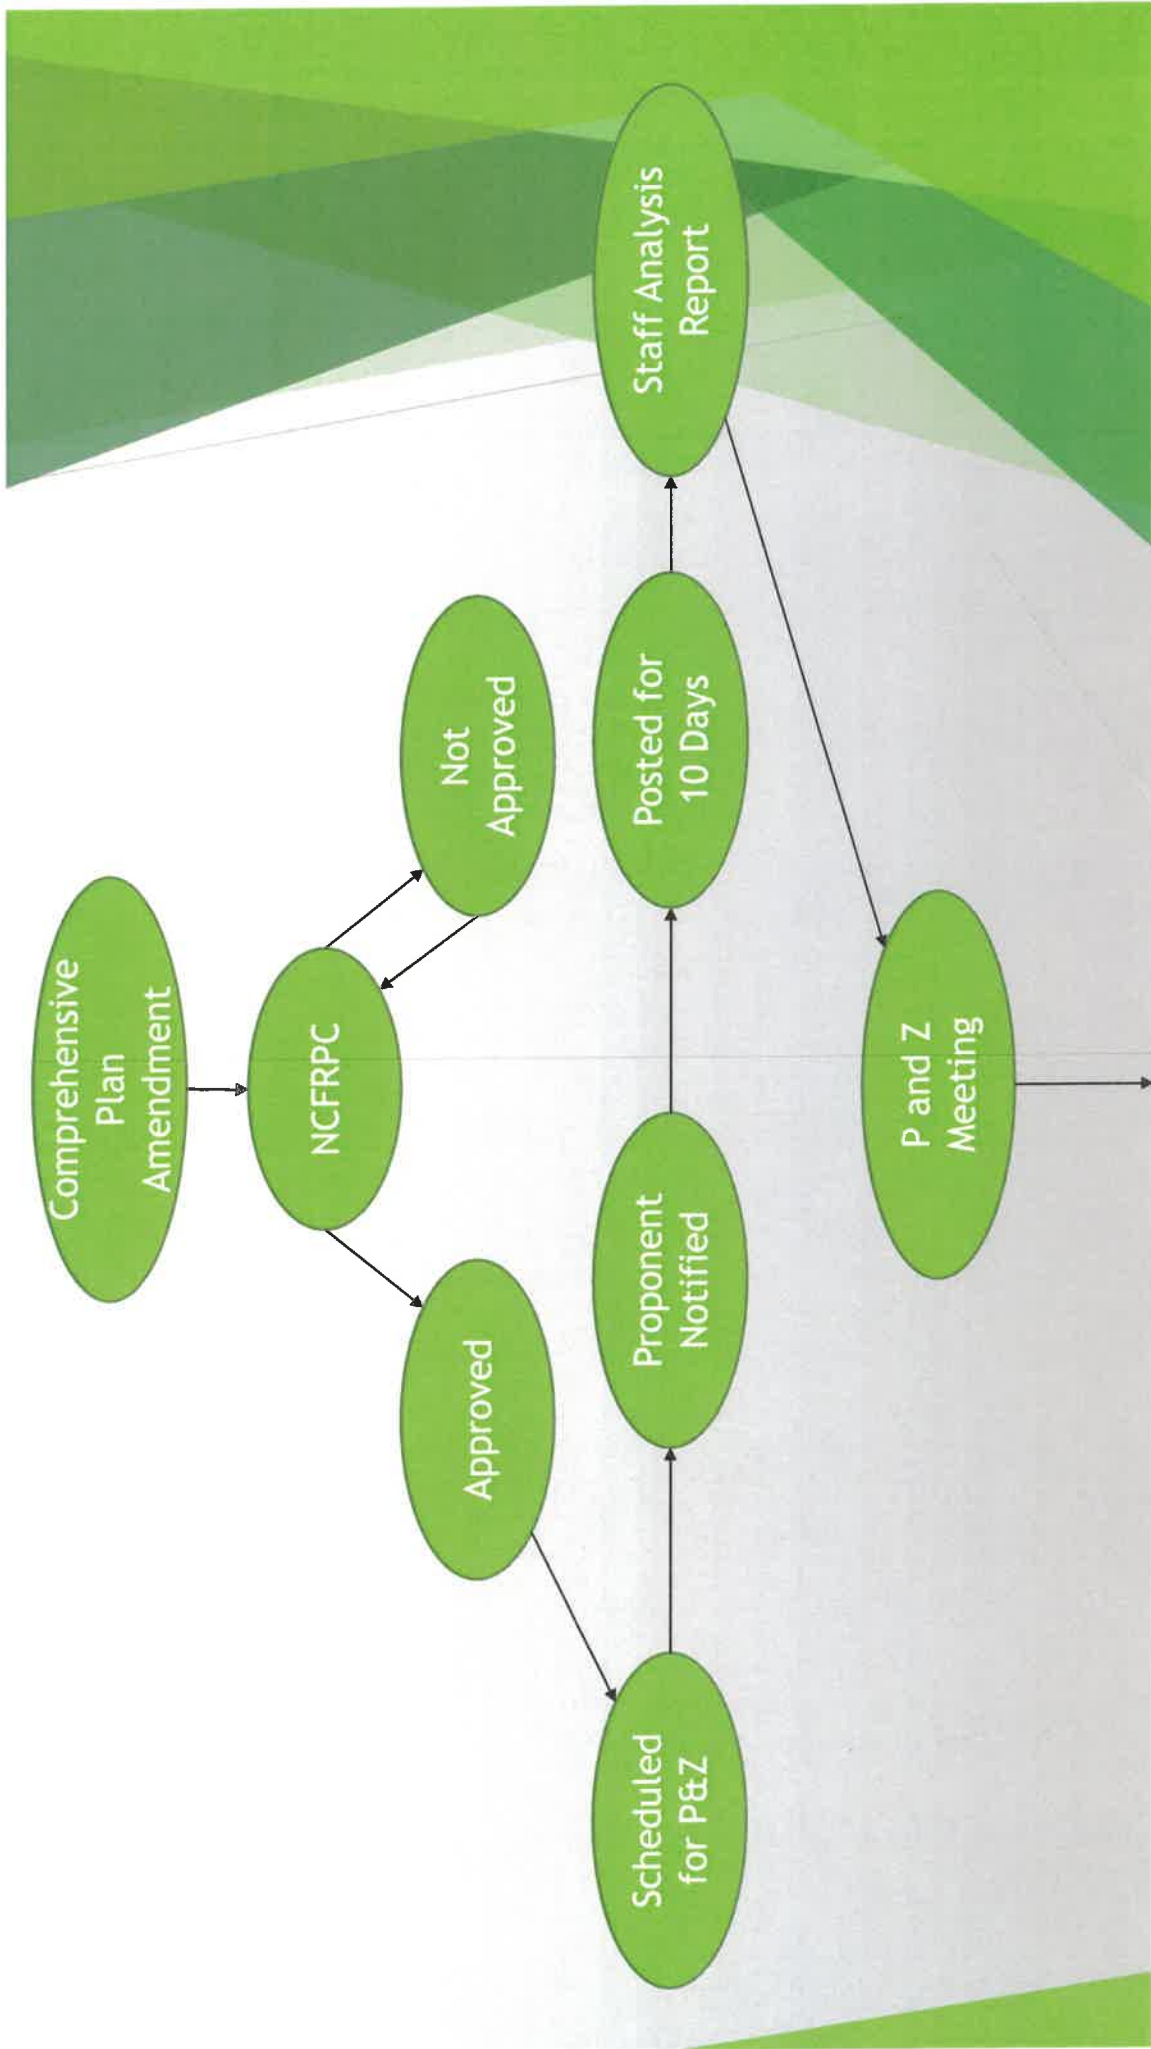 Comprehensive
Plan
Amendment
NCFRPC
Approved
Not
Approved
Scheduled
for P&Z
Proponent
Notified
Posted for
10 Days
Staff Analysis
Report
P and Z
Meeting